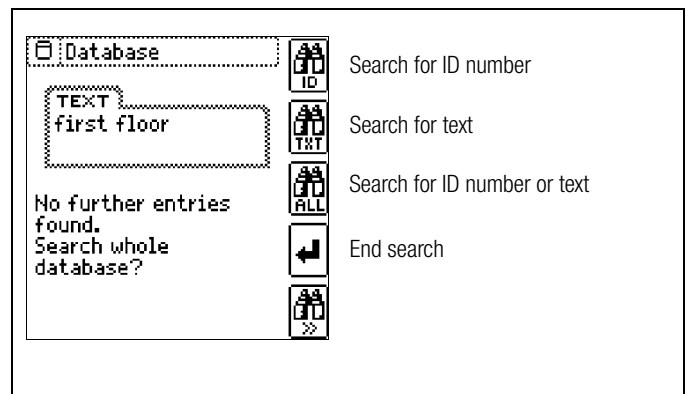 Database
ID
Search for ID number
TEXT
first floor
TXT
Search for text
ALL
Search for ID number or text
No further entries
found.
Search whole
database?
End search
>>